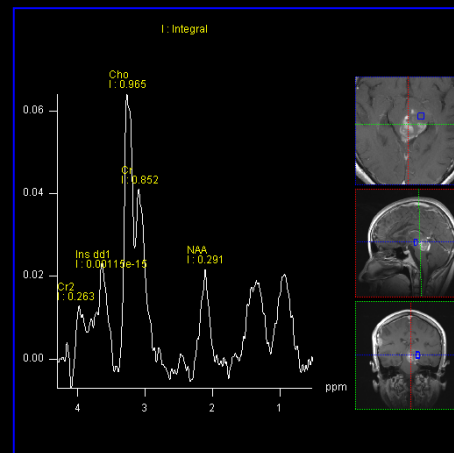 I : Integral
Cho
I : 0.965
0.06
Cr
I : 0.852
0.04
Ins dd1
I : 0.00115e-15
NAA
I : 0.291
Cr2
I : 0.263
0.02
0.00
ppm
4 3 2 1